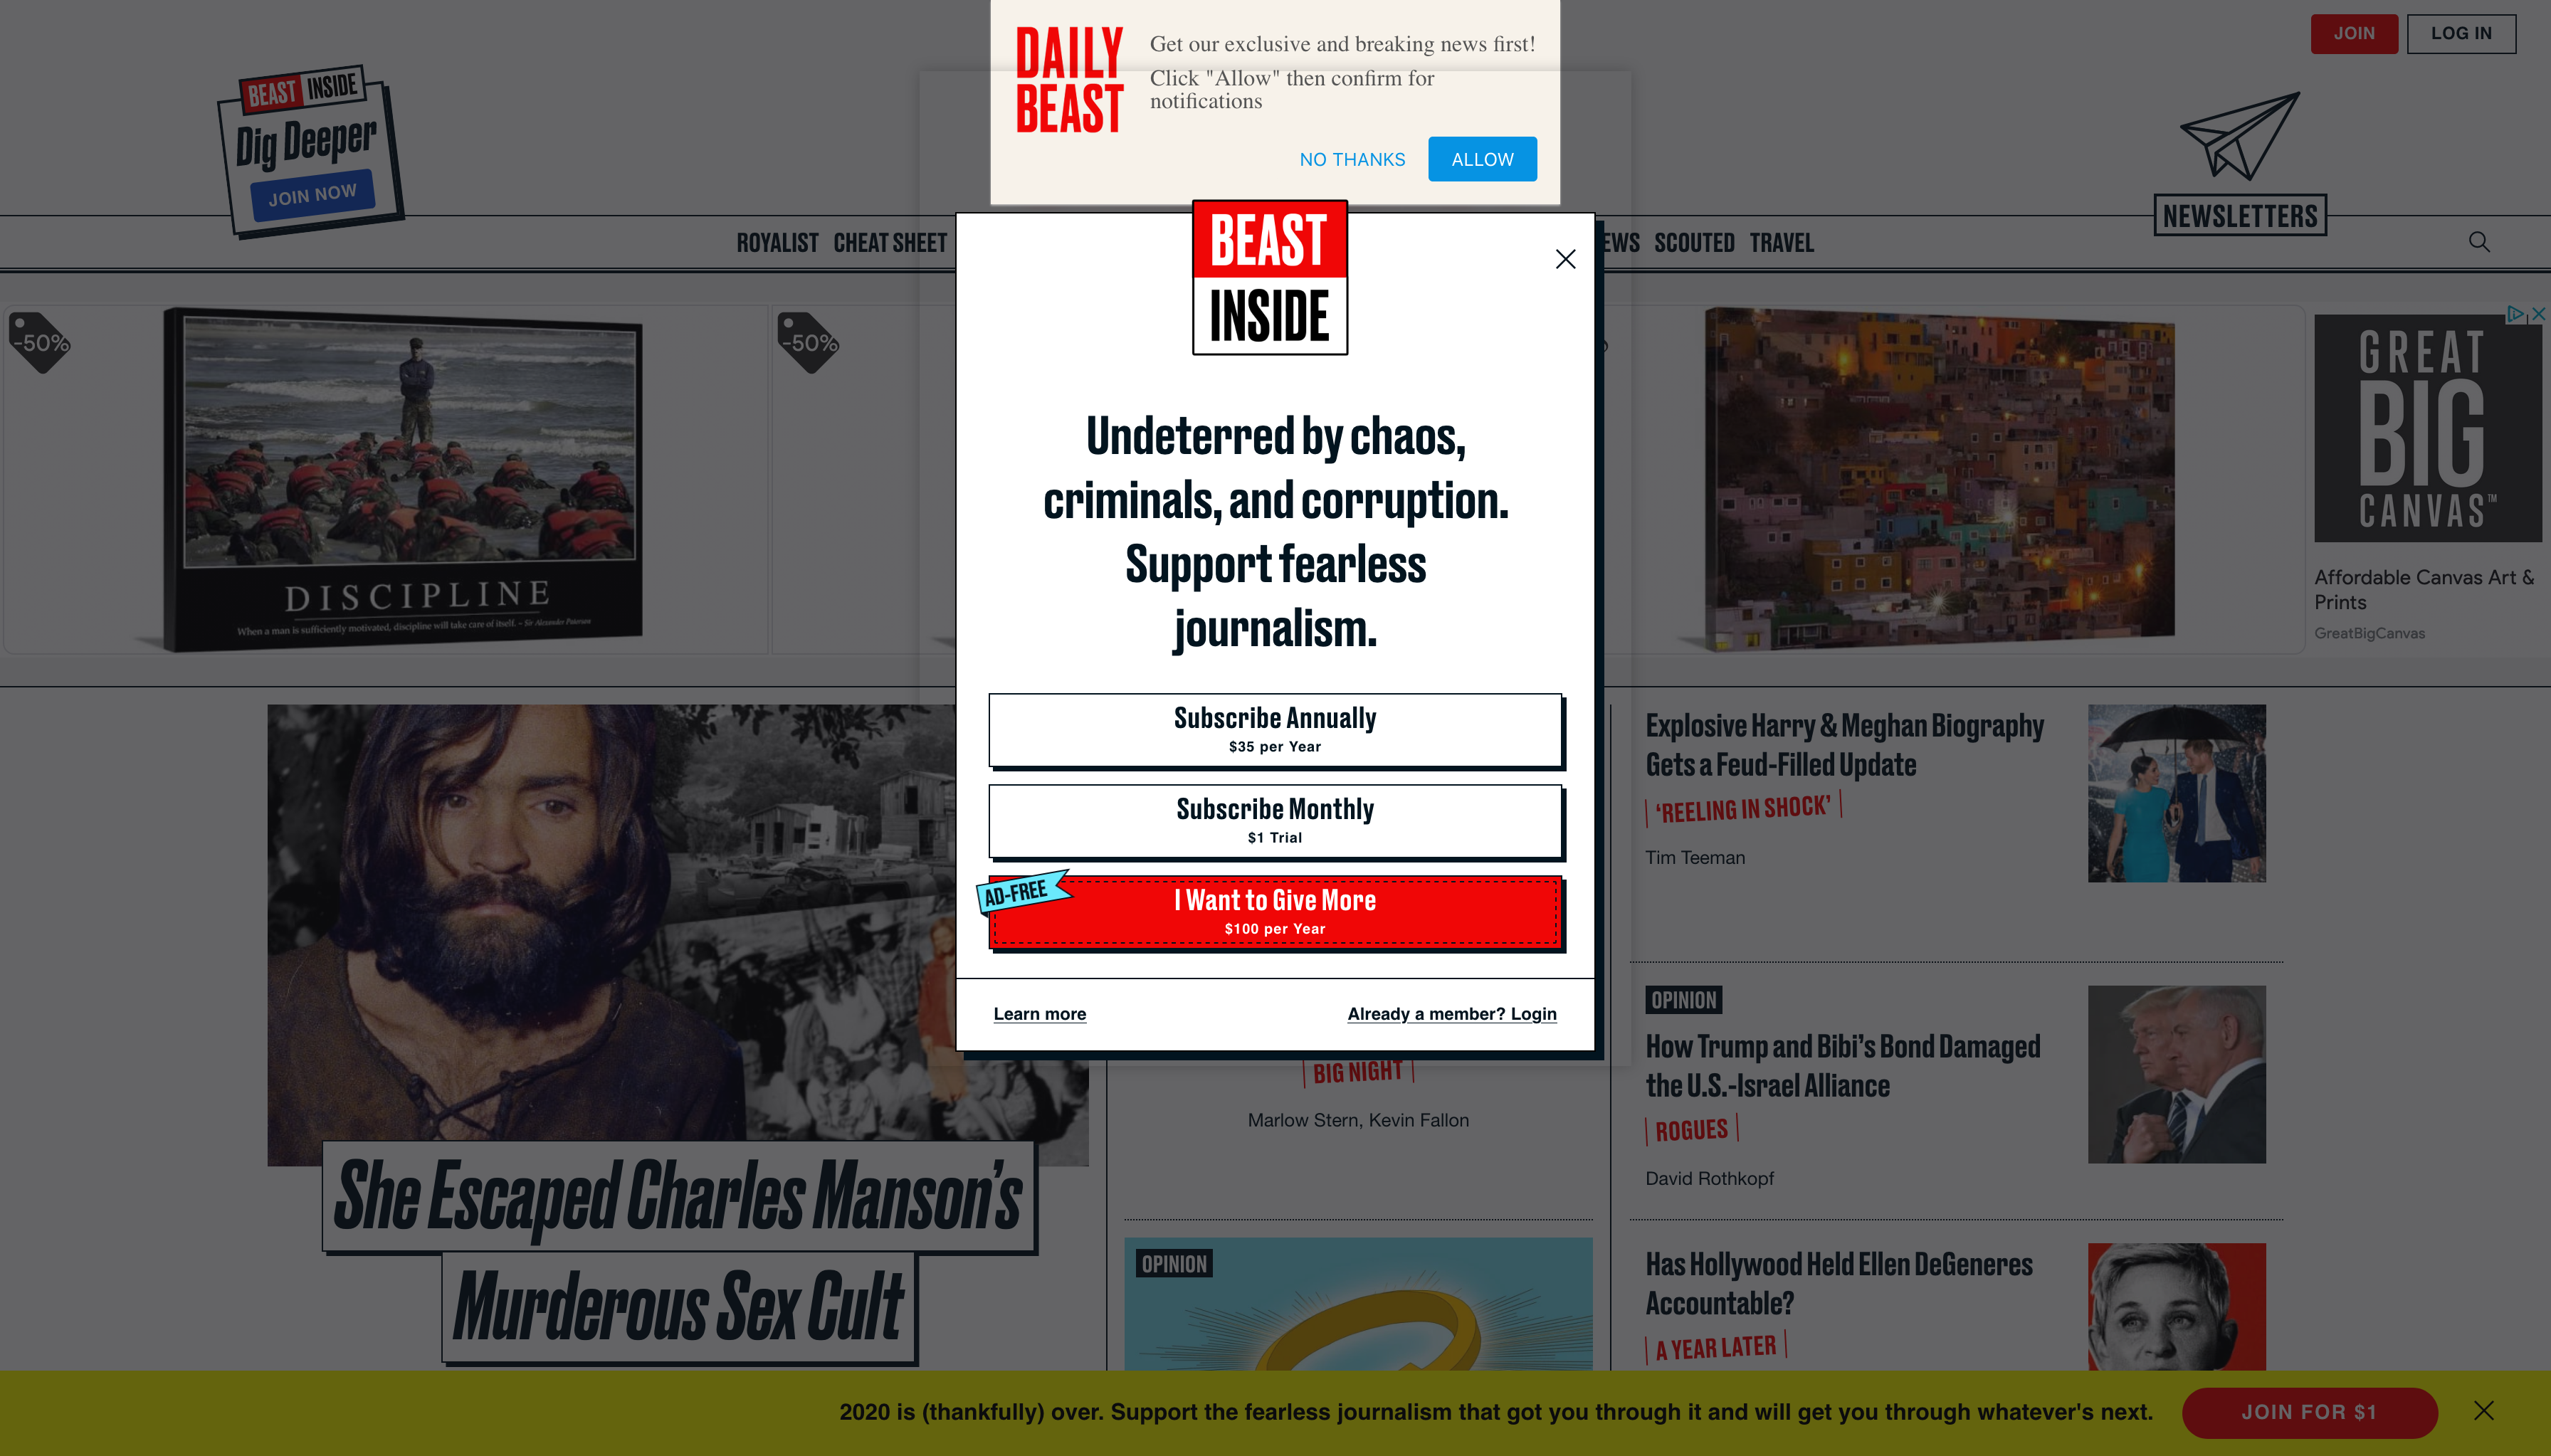 DAILY
BEAST
Get our exclusive and breaking news first!
Click "Allow" then confirm for
notifications
NO THANKS
ALLOW
JOIN
LOG IN
BEAST INSIDE
Dig Deeper
JOIN NOW
NEWSLETTERS
ROYALIST CHEAT SHEET
EWS SCOUTED TRAVEL
BEAST
INSIDE
Undeterred by chaos,
criminals, and corruption.
Support fearless
journalism.
Subscribe Annually
$35 per Year
Subscribe Monthly
$1 Trial
AD-FREE
I Want to Give More
$100 per Year
Learn more
Already a member? Login
-50%
DISCIPLINE
When a man is sufficiently motivated, discipline will take care of itself. – Sir Alexander Paterson
-50%
GREAT
BIG
CANVAS™
Affordable Canvas Art &
Prints
GreatBigCanvas
She Escaped Charles Manson's
Murderous Sex Cult
BIG NIGHT
Marlow Stern, Kevin Fallon
OPINION
Explosive Harry & Meghan Biography
Gets a Feud-Filled Update
‘REELING IN SHOCK’
Tim Teeman
OPINION
How Trump and Bibi’s Bond Damaged
the U.S.-Israel Alliance
ROGUES
David Rothkopf
Has Hollywood Held Ellen DeGeneres
Accountable?
A YEAR LATER
2020 is (thankfully) over. Support the fearless journalism that got you through it and will get you through whatever's next.
JOIN FOR $1